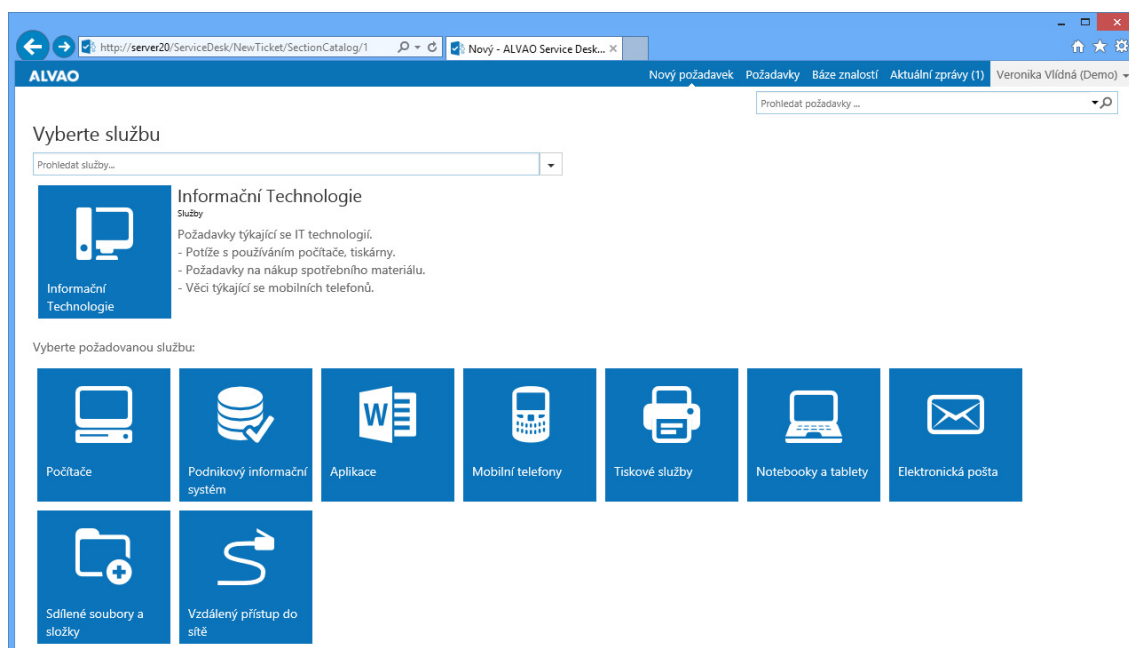 http://server20/ServiceDesk/NewTicket/SectionCatalog/1
Nový - ALVAO Service Desk...
ALVAO
Nový požadavek Požadavky Báze znalostí Aktuální zprávy (1) Veronika Vlídná (Demo)
Prohledat požadavky ...
Vyberte službu
Prohledat služby...
Informační Technologie
Služby
Požadavky týkající se IT technologií.
- Potíže s používáním počítače, tiskárny.
- Požadavky na nákup spotřebního materiálu.
- Věci týkající se mobilních telefonů.
Informační
Technologie
Vyberte požadovanou službu:
W
Počítače
Podnikový informační
systém
Aplikace
Mobilní telefony
Tiskové služby
Notebooky a tablety
Elektronická pošta
Sdílené soubory a
složky
Vzdálený přístup do
sítě